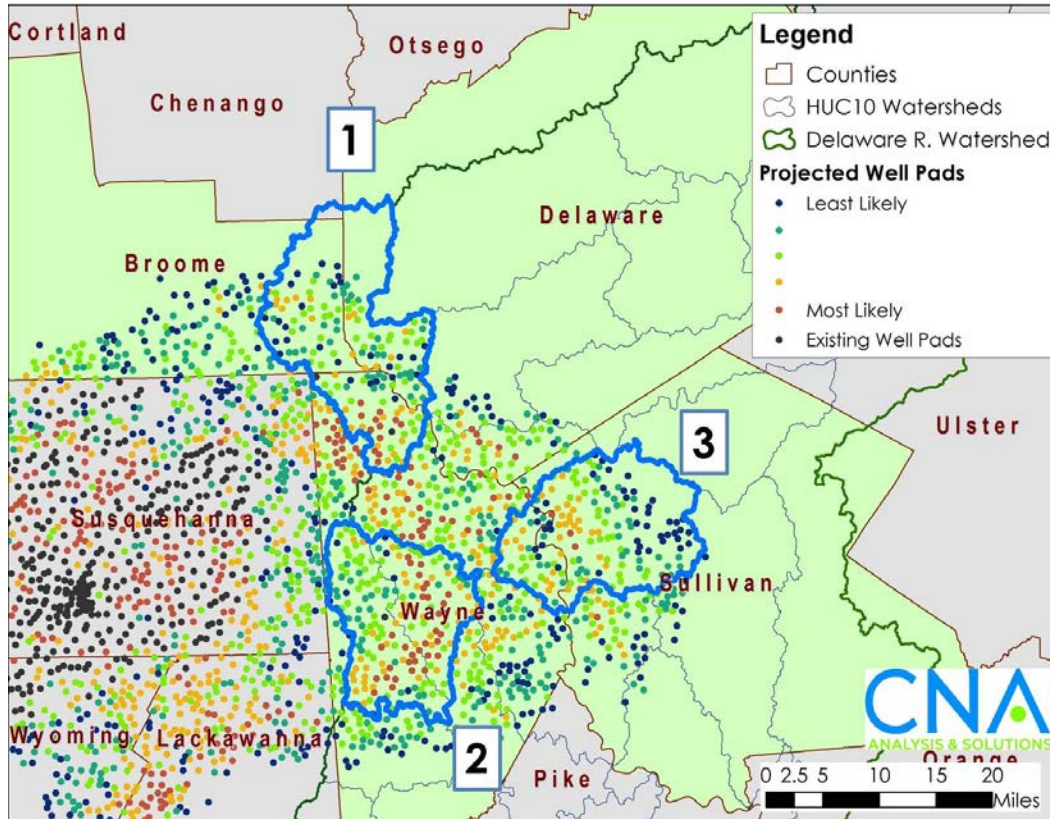 Cortland
Otsego
Chenango
1
Delaware
Broome
3
Ulster
Susquehanna
Sullivan
Wayne
Wyoming
Lackawanna
2
Pike
Orange
Legend
Counties
HUC10 Watersheds
Delaware R. Watershed
Projected Well Pads
Least Likely
Most Likely
Existing Well Pads
CNA
ANALYSIS & SOLUTIONS
0 2.5 5 10 15 20
Miles